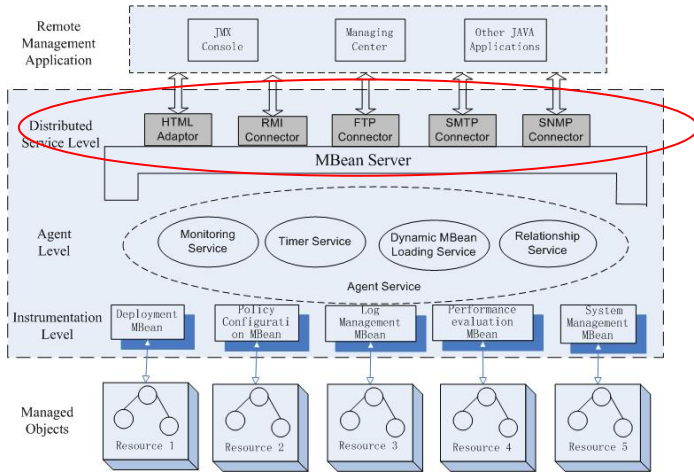 Remote
Management
Application
JMX
Console
Managing
Center
Other JAVA
Applications
Distributed
Service Level
HTML
Adaptor
RMI
Connector
FTP
Connector
SMTP
Connector
SNMP
Connector
MBean Server
Agent
Level
Monitoring
Service
Timer Service
Dynamic MBean
Loading Service
Relationship
Service
Agent Service
Instrumentation
Level
Deployment
MBean
Policy
Configurati
on MBean
Log
Management
MBean
Performance
evaluation
MBean
System
Management
MBean
Managed
Objects
Resource 1
Resource 2
Resource 3
Resource 4
Resource 5